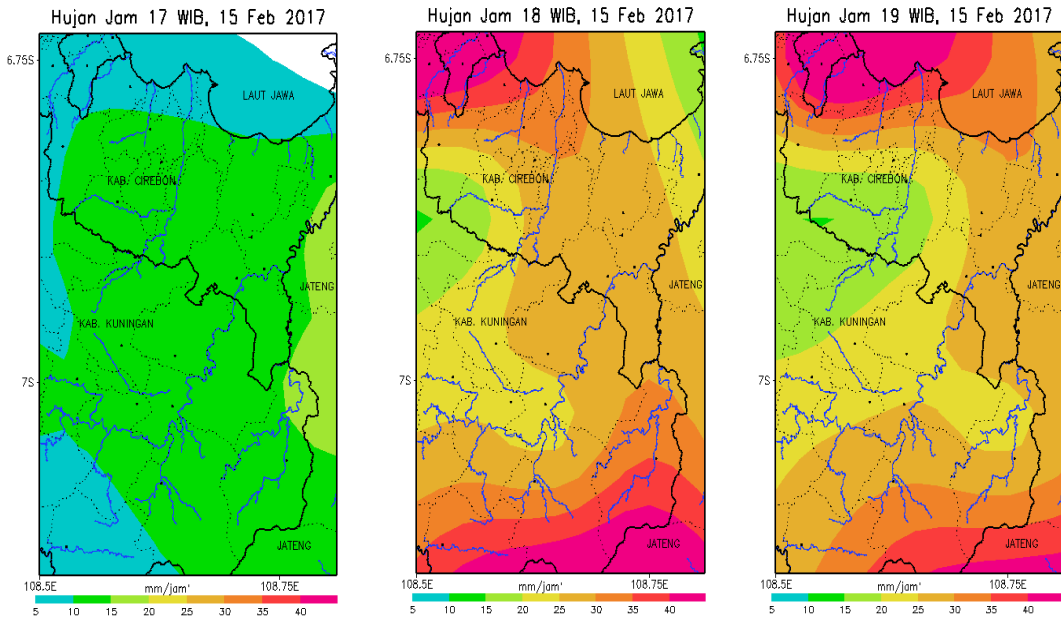 Hujan Jam 17 WIB, 15 Feb 2017
6.75S
7S
LAUT JAWA
KAB. CIREBON
JATENG
KAB. KUNINGAN
JATENG
108.5E
mm/jam'
108.75E
5 10 15 20 25 30 35 40
Hujan Jam 18 WIB, 15 Feb 2017
6.75S
7S
LAUT JAWA
KAB. CIREBON
JATENG
KAB. KUNINGAN
JATENG
108.5E
mm/jam'
108.75E
5 10 15 20 25 30 35 40
Hujan Jam 19 WIB, 15 Feb 2017
6.75S
7S
LAUT JAWA
KAB. CIREBON
JATENG
KAB. KUNINGAN
JATENG
108.5E
mm/jam'
108.75E
5 10 15 20 25 30 35 40